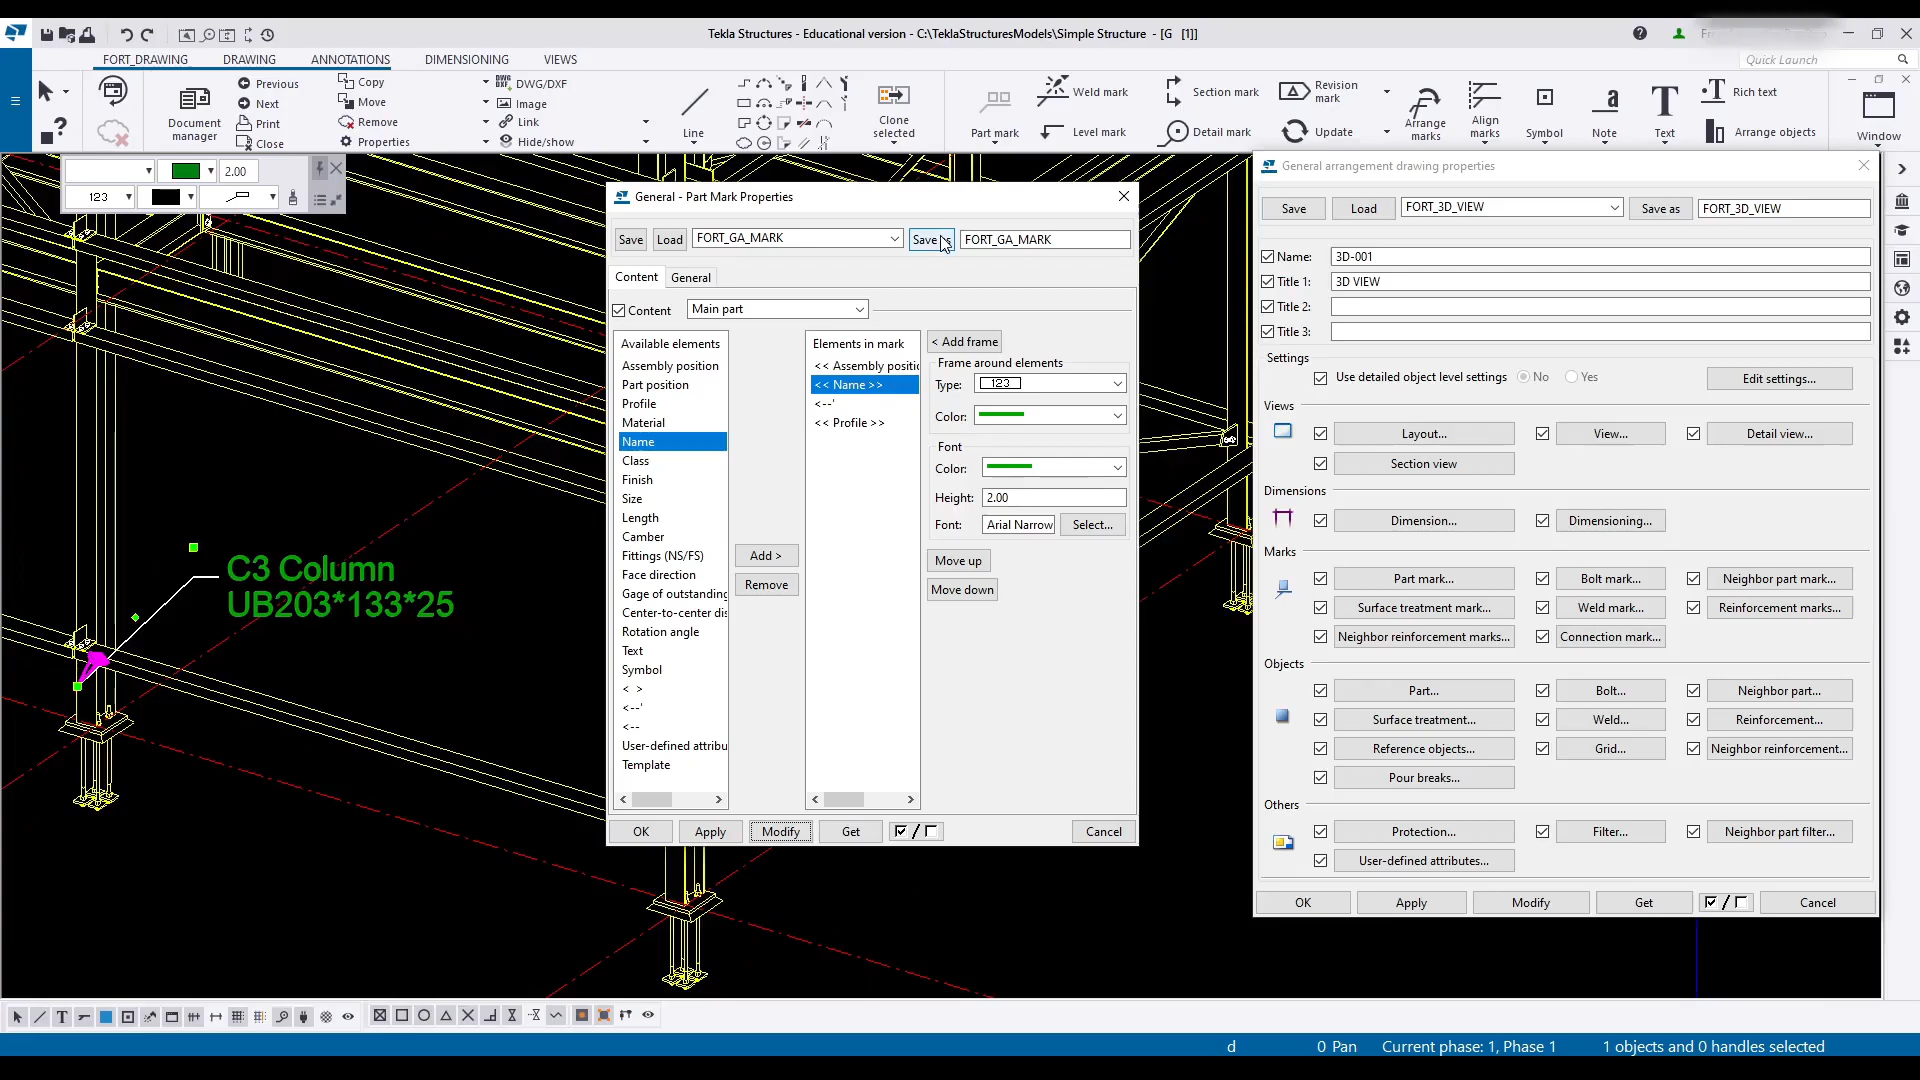 Tekla Structures - Educational version - C:\TeklaStructuresModels\Simple Structure - [G  [1]]
FORT_DRAWING
DRAWING
ANNOTATIONS
DIMENSIONING
VIEWS
Quick Launch
Document manager
Previous
Next
Print
Close
Copy
Move
Remove
Properties
DWG/DXF
Image
Link
Hide/show
Line
Clone selected
Part mark
Weld mark
Level mark
Section mark
Detail mark
Revision mark
Update
Arrange marks
Align marks
Symbol
Note
Text
Rich text
Arrange objects
Window
2.00
123
C3 Column
UB203*133*25
General - Part Mark Properties
Save
Load
FORT_GA_MARK
FORT_GA_MARK
Content
General
Content
Main part
Available elements
Assembly position
Part position
Profile
Material
Name
Class
Finish
Size
Length
Camber
Fittings (NS/FS)
Face direction
Gage of outstanding
Center-to-center dis
Rotation angle
Text
Symbol
< >
<--'
<--
User-defined attribu
Template
Add >
Remove
Elements in mark
<< Assembly positic
<< Name >>
<--'
<< Profile >>
< Add frame
Frame around elements
Type:
123
Color:
Font
Color:
Height:
2.00
Font:
Arial Narrow
Select...
Move up
Move down
OK
Apply
Modify
Get
/
Cancel
General arrangement drawing properties
Save
Load
FORT_3D_VIEW
Save as
FORT_3D_VIEW
Name:
3D-001
Title 1:
3D VIEW
Title 2:
Title 3:
Settings
Use detailed object level settings
No
Yes
Edit settings...
Views
Layout...
View...
Detail view...
Section view
Dimensions
Dimension...
Dimensioning...
Marks
Part mark...
Bolt mark...
Neighbor part mark...
Surface treatment mark...
Weld mark...
Reinforcement marks...
Neighbor reinforcement marks...
Connection mark...
Objects
Part...
Bolt...
Neighbor part...
Surface treatment...
Weld...
Reinforcement...
Reference objects...
Grid...
Neighbor reinforcement...
Pour breaks...
Others
Protection...
Filter...
Neighbor part filter...
User-defined attributes...
OK
Apply
Modify
Get
/
Cancel
d
0 Pan
Current phase: 1, Phase 1
1 objects and 0 handles selected